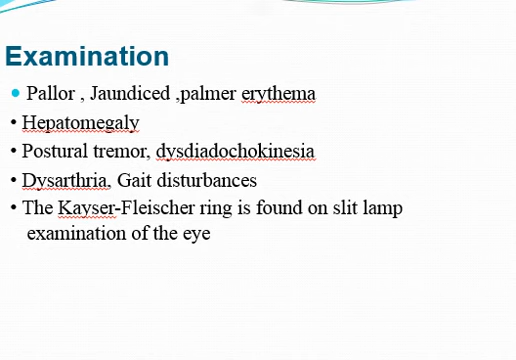 Examination
• Pallor , Jaundiced ,palmer erythema
• Hepatomegaly
• Postural tremor, dysdiadochokinesia
• Dysarthria, Gait disturbances
• The Kayser-Fleischer ring is found on slit lamp
examination of the eye